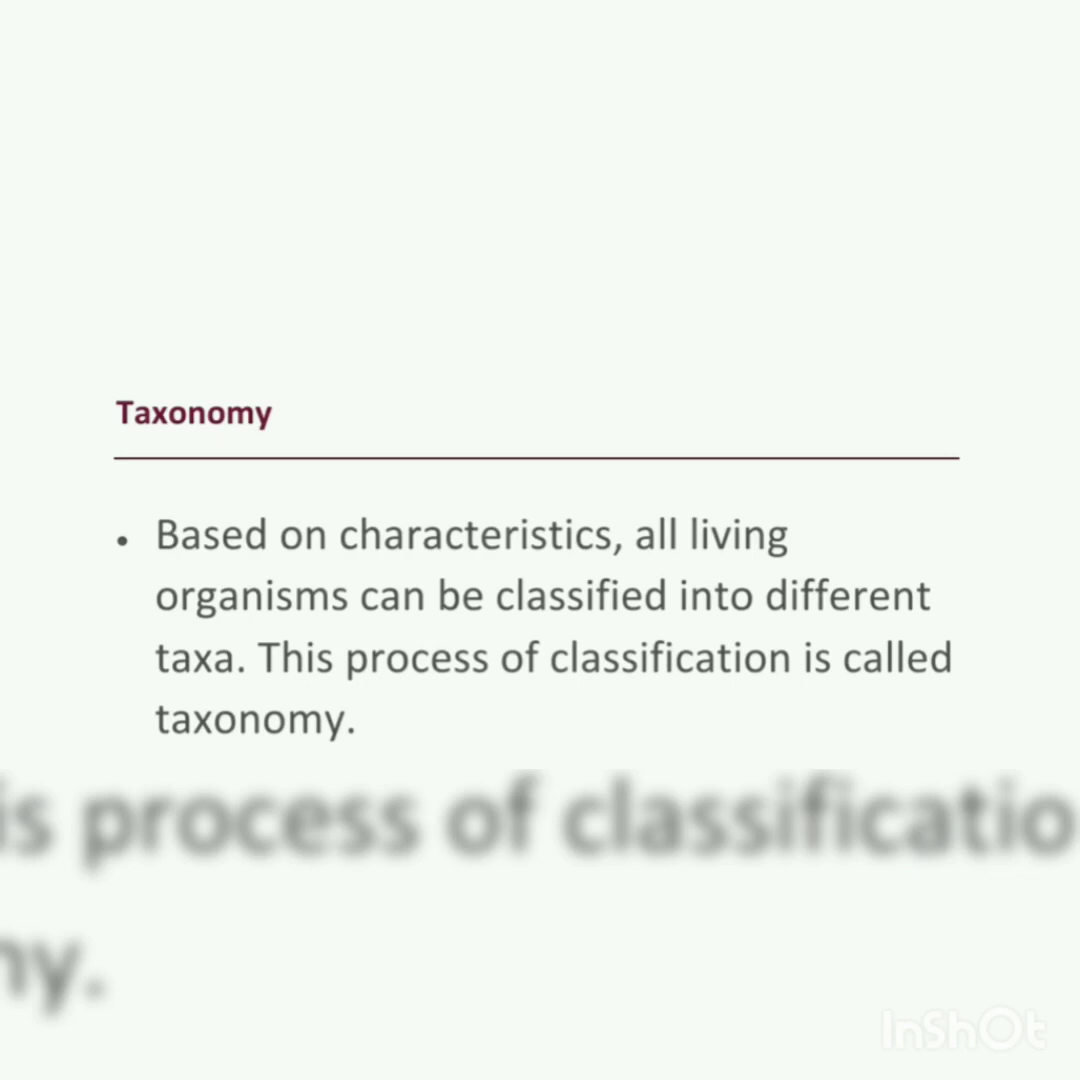 Taxonomy
• Based on characteristics, all living
organisms can be classified into different
taxa. This process of classification is called
taxonomy.
is process of classificatio
ny.
InShOt